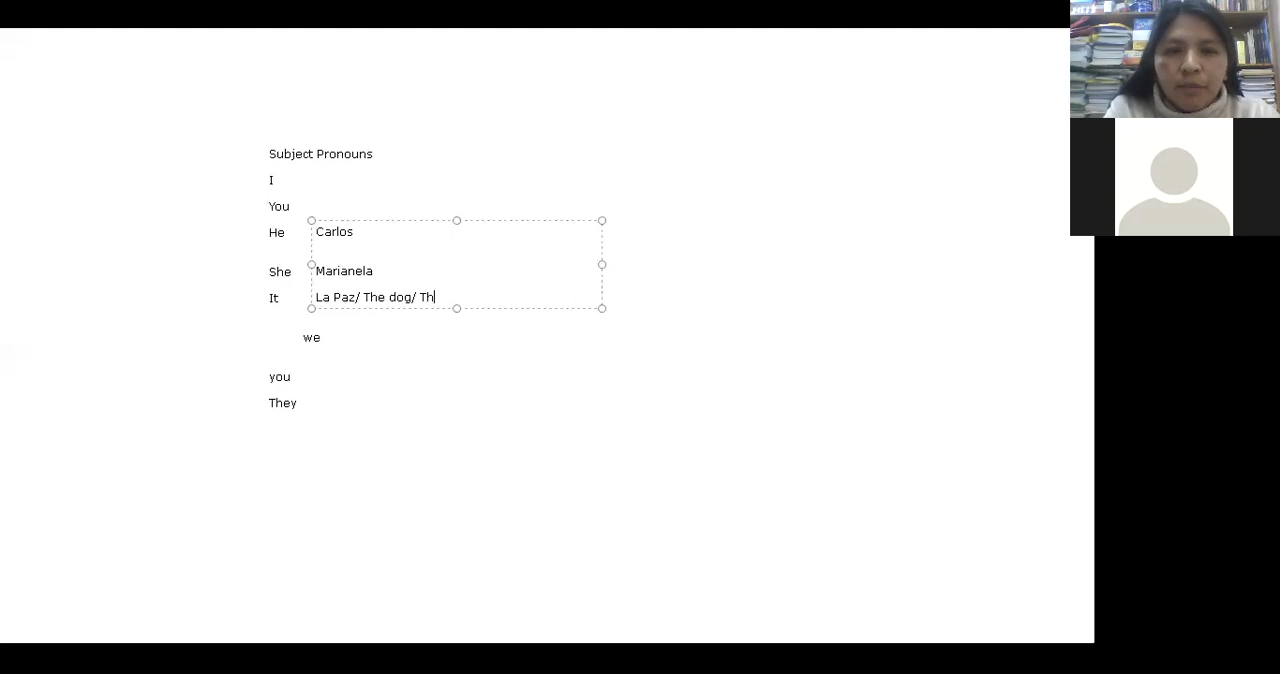 Subject Pronouns
I
You
He Carlos
She Marianela
It La Paz/ The dog/ Th
we
you
They